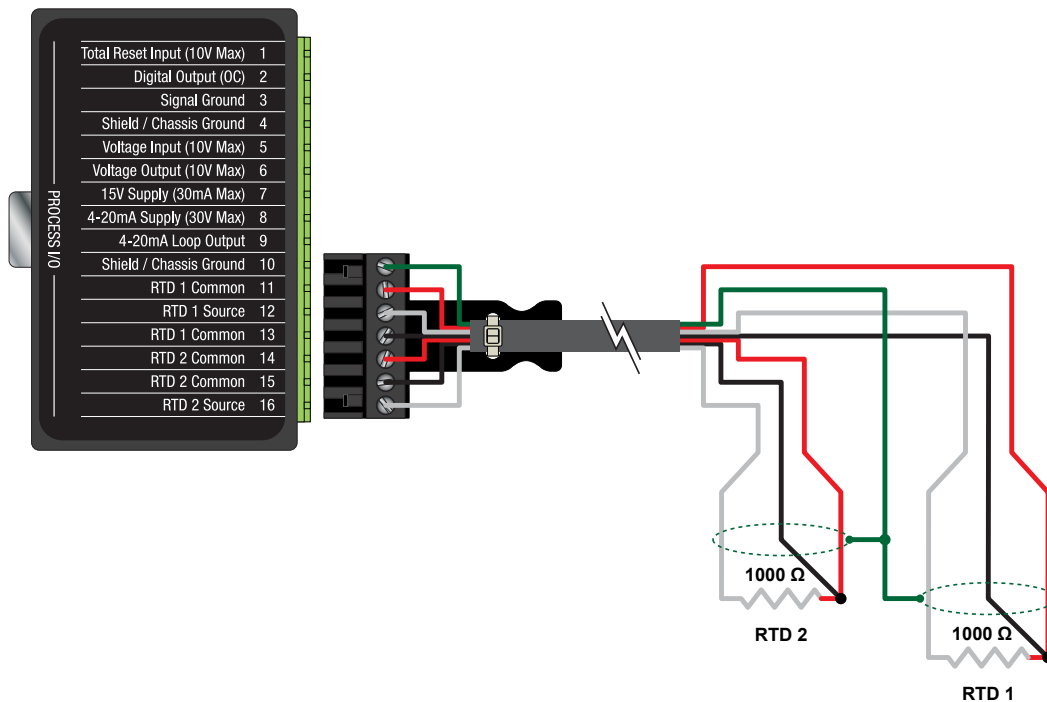 Total Reset Input (10V Max) 1
Digital Output (OC) 2
Signal Ground 3
Shield / Chassis Ground 4
Voltage Input (10V Max) 5
Voltage Output (10V Max) 6
15V Supply (30mA Max) 7
4-20mA Supply (30V Max) 8
4-20mA Loop Output 9
Shield / Chassis Ground 10
RTD 1 Common 11
RTD 1 Source 12
RTD 1 Common 13
RTD 2 Common 14
RTD 2 Common 15
RTD 2 Source 16
PROCESS I/O
1000 Ω
RTD 2
1000 Ω
RTD 1